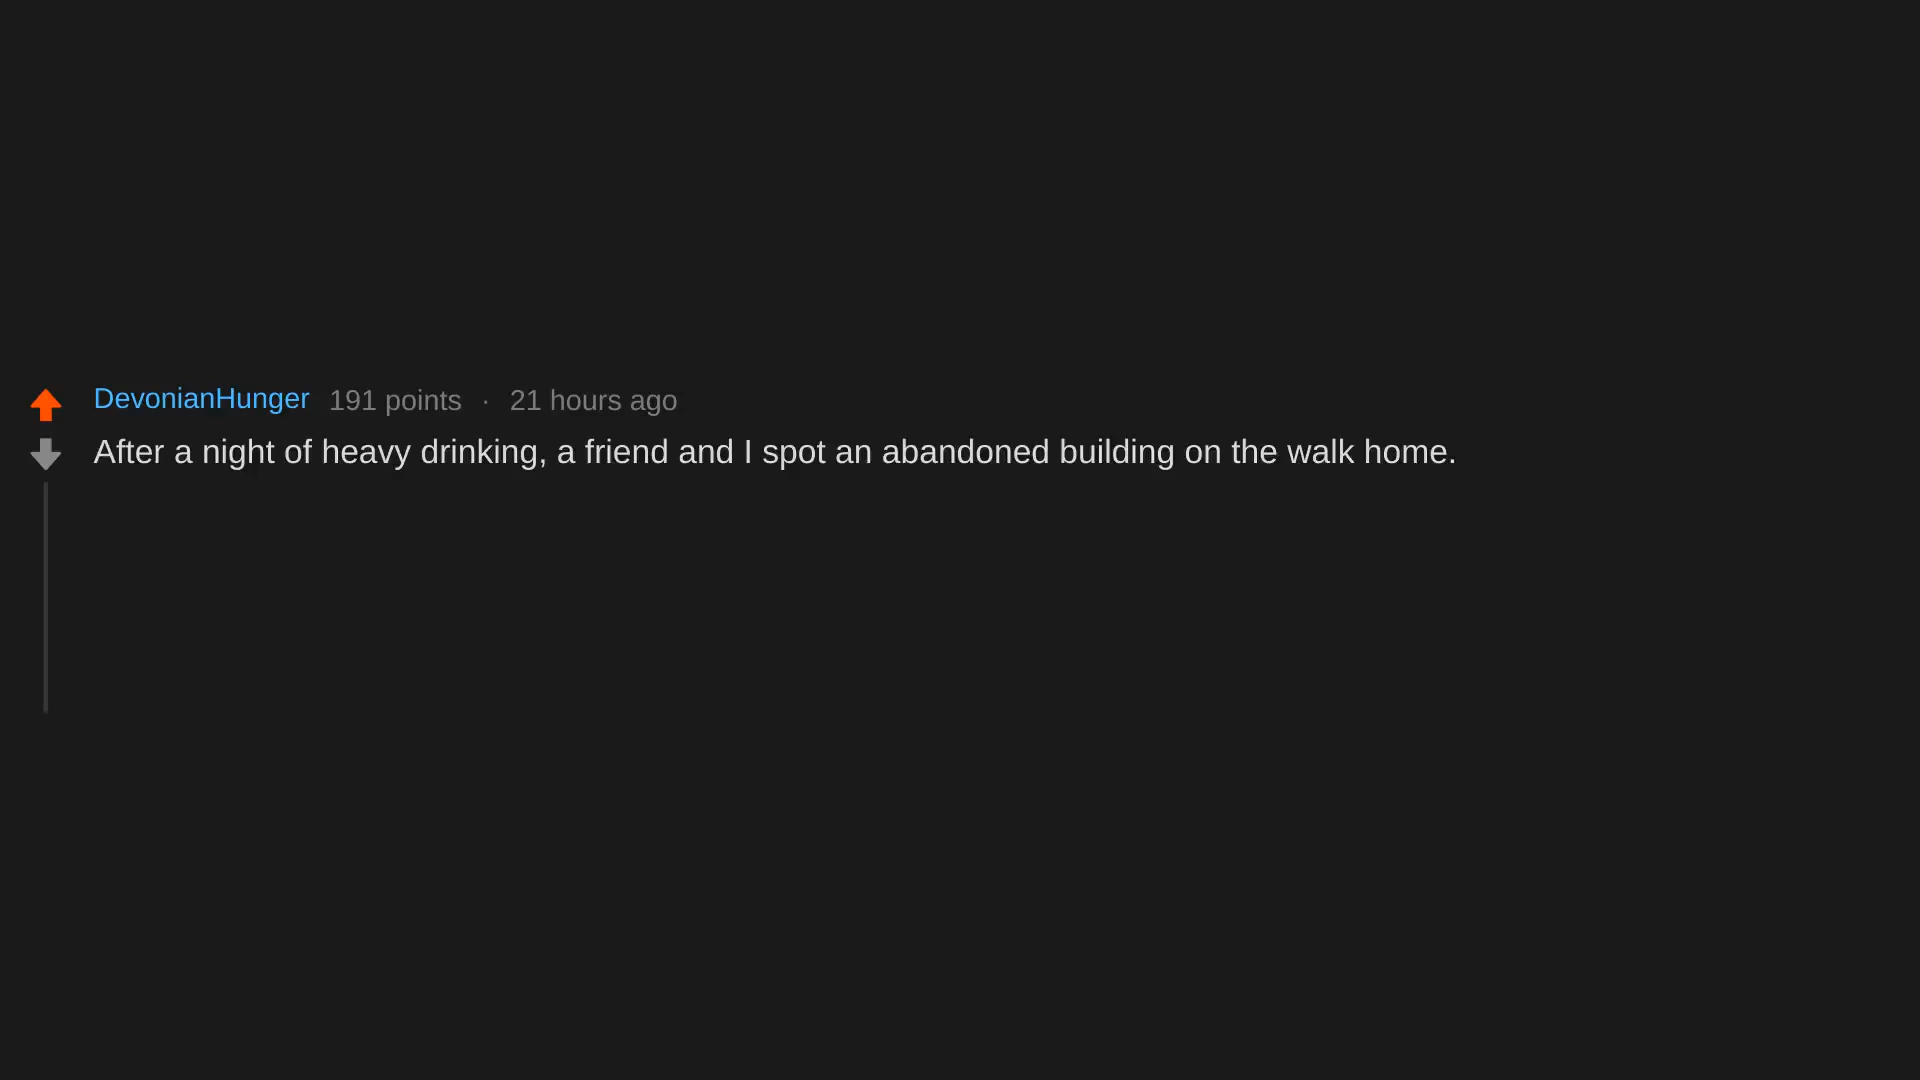 DevonianHunger 191 points · 21 hours ago
After a night of heavy drinking, a friend and I spot an abandoned building on the walk home.